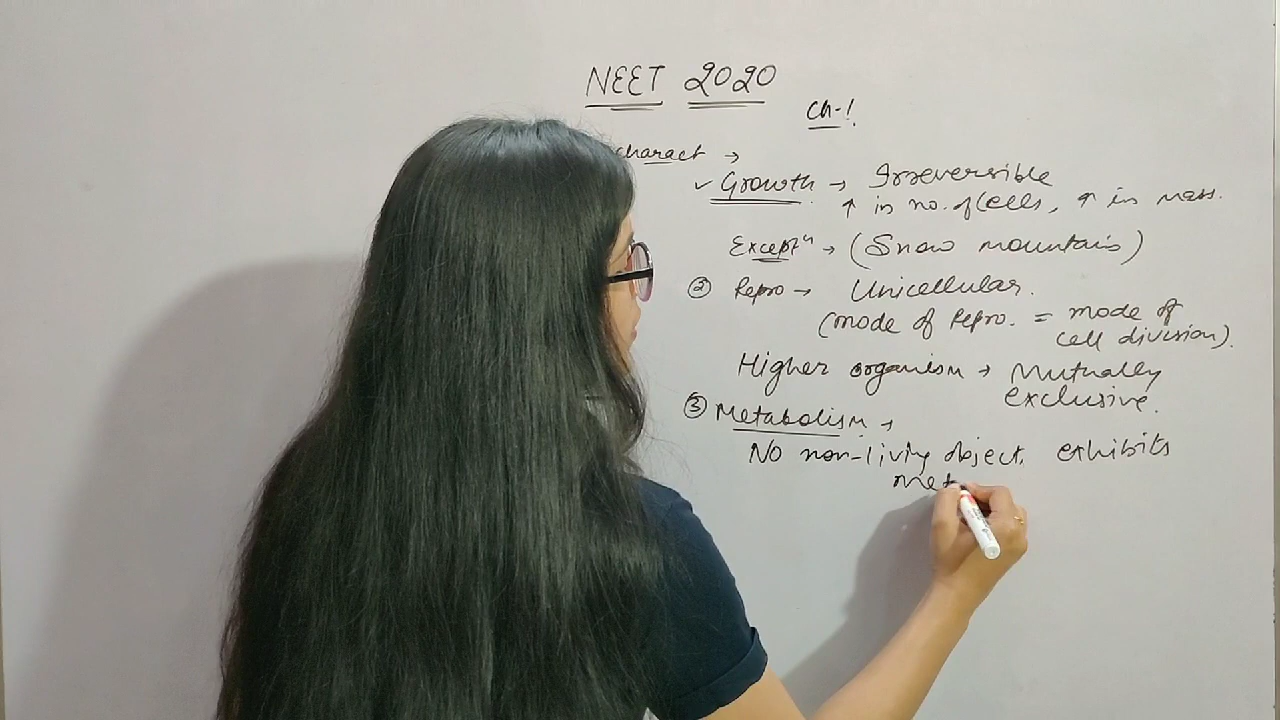 NEET 2020
Ch-1.
charact →
✓ Growth → Irreversible
↑ in no. of Cells, ↑ in mass.
Exceptⁿ → (Snow mountains)
② Repro → Unicellular.
(mode of Repro. = mode of
cell division).
Higher organism → Mutually
exclusive.
③ Metabolism →
No non-living object. exhibits
met